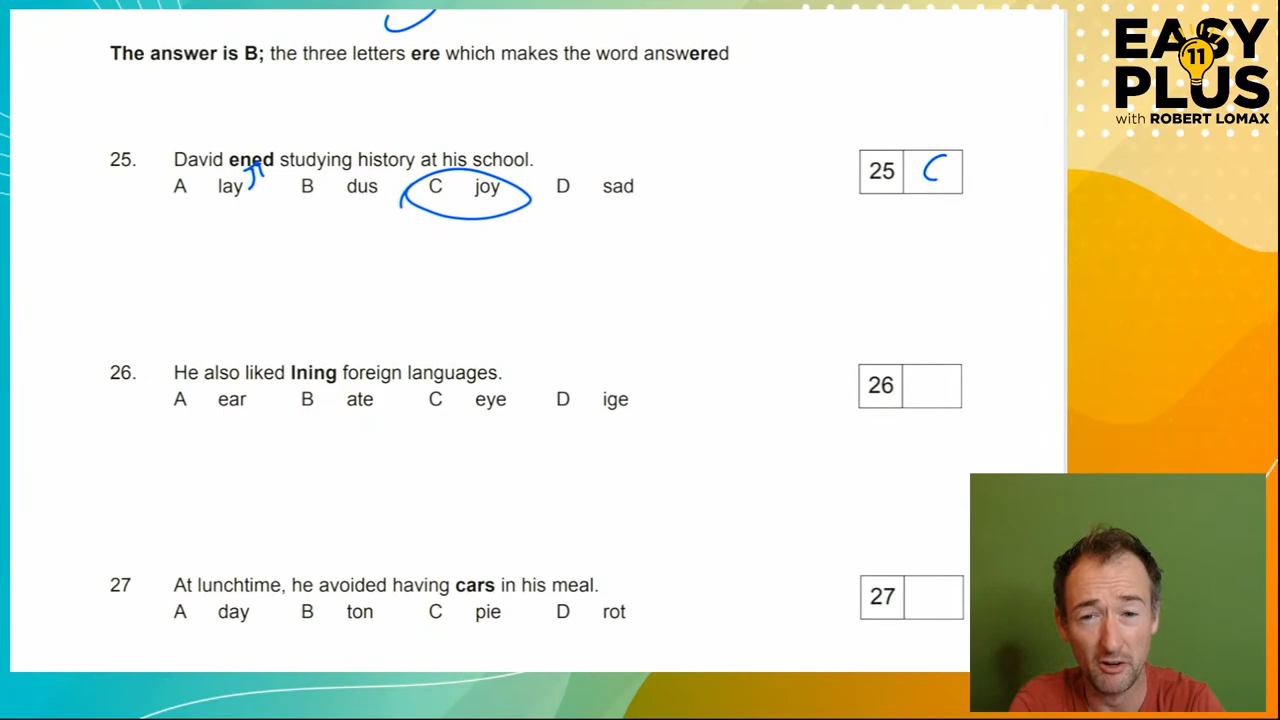 EASY
11
PLUS
with ROBERT LOMAX
The answer is B; the three letters ere which makes the word answered
25. David ened studying history at his school.
A lay B dus C joy D sad
25 C
26. He also liked lning foreign languages.
A ear B ate C eye D ige
26
27 At lunchtime, he avoided having cars in his meal.
A day B ton C pie D rot
27